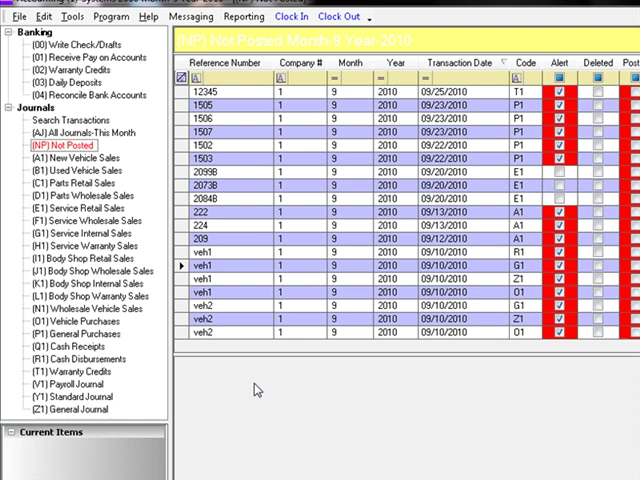 Accounting (1) Systems 2000 Month-9 Year-2010 - [(NP) Not Posted]
File Edit Tools Program Help Messaging Reporting Clock In Clock Out
Banking
(00) Write Check/Drafts
(01) Receive Pay on Accounts
(02) Warranty Credits
(03) Daily Deposits
(04) Reconcile Bank Accounts
Journals
Search Transactions
(AJ) All Journals-This Month
(NP) Not Posted
(A1) New Vehicle Sales
(B1) Used Vehicle Sales
(C1) Parts Retail Sales
(D1) Parts Wholesale Sales
(E1) Service Retail Sales
(F1) Service Wholesale Sales
(G1) Service Internal Sales
(H1) Service Warranty Sales
(I1) Body Shop Retail Sales
(J1) Body Shop Wholesale Sales
(K1) Body Shop Internal Sales
(L1) Body Shop Warranty Sales
(N1) Wholesale Vehicle Sales
(O1) Vehicle Purchases
(P1) General Purchases
(Q1) Cash Receipts
(R1) Cash Disbursements
(T1) Warranty Credits
(V1) Payroll Journal
(Y1) Standard Journal
(Z1) General Journal
Current Items
(NP) Not Posted Month-9 Year-2010
Reference Number Company # Month Year Transaction Date Code Alert Deleted Post
12345 1 9 2010 09/25/2010 T1
1505 1 9 2010 09/23/2010 P1
1506 1 9 2010 09/23/2010 P1
1507 1 9 2010 09/23/2010 P1
1502 1 9 2010 09/22/2010 P1
1503 1 9 2010 09/22/2010 P1
2099B 1 9 2010 09/20/2010 E1
2073B 1 9 2010 09/20/2010 E1
2084B 1 9 2010 09/20/2010 E1
222 1 9 2010 09/13/2010 A1
224 1 9 2010 09/13/2010 A1
209 1 9 2010 09/12/2010 A1
veh1 1 9 2010 09/10/2010 R1
veh1 1 9 2010 09/10/2010 G1
veh1 1 9 2010 09/10/2010 Z1
veh1 1 9 2010 09/10/2010 O1
veh2 1 9 2010 09/10/2010 G1
veh2 1 9 2010 09/10/2010 Z1
veh2 1 9 2010 09/10/2010 O1